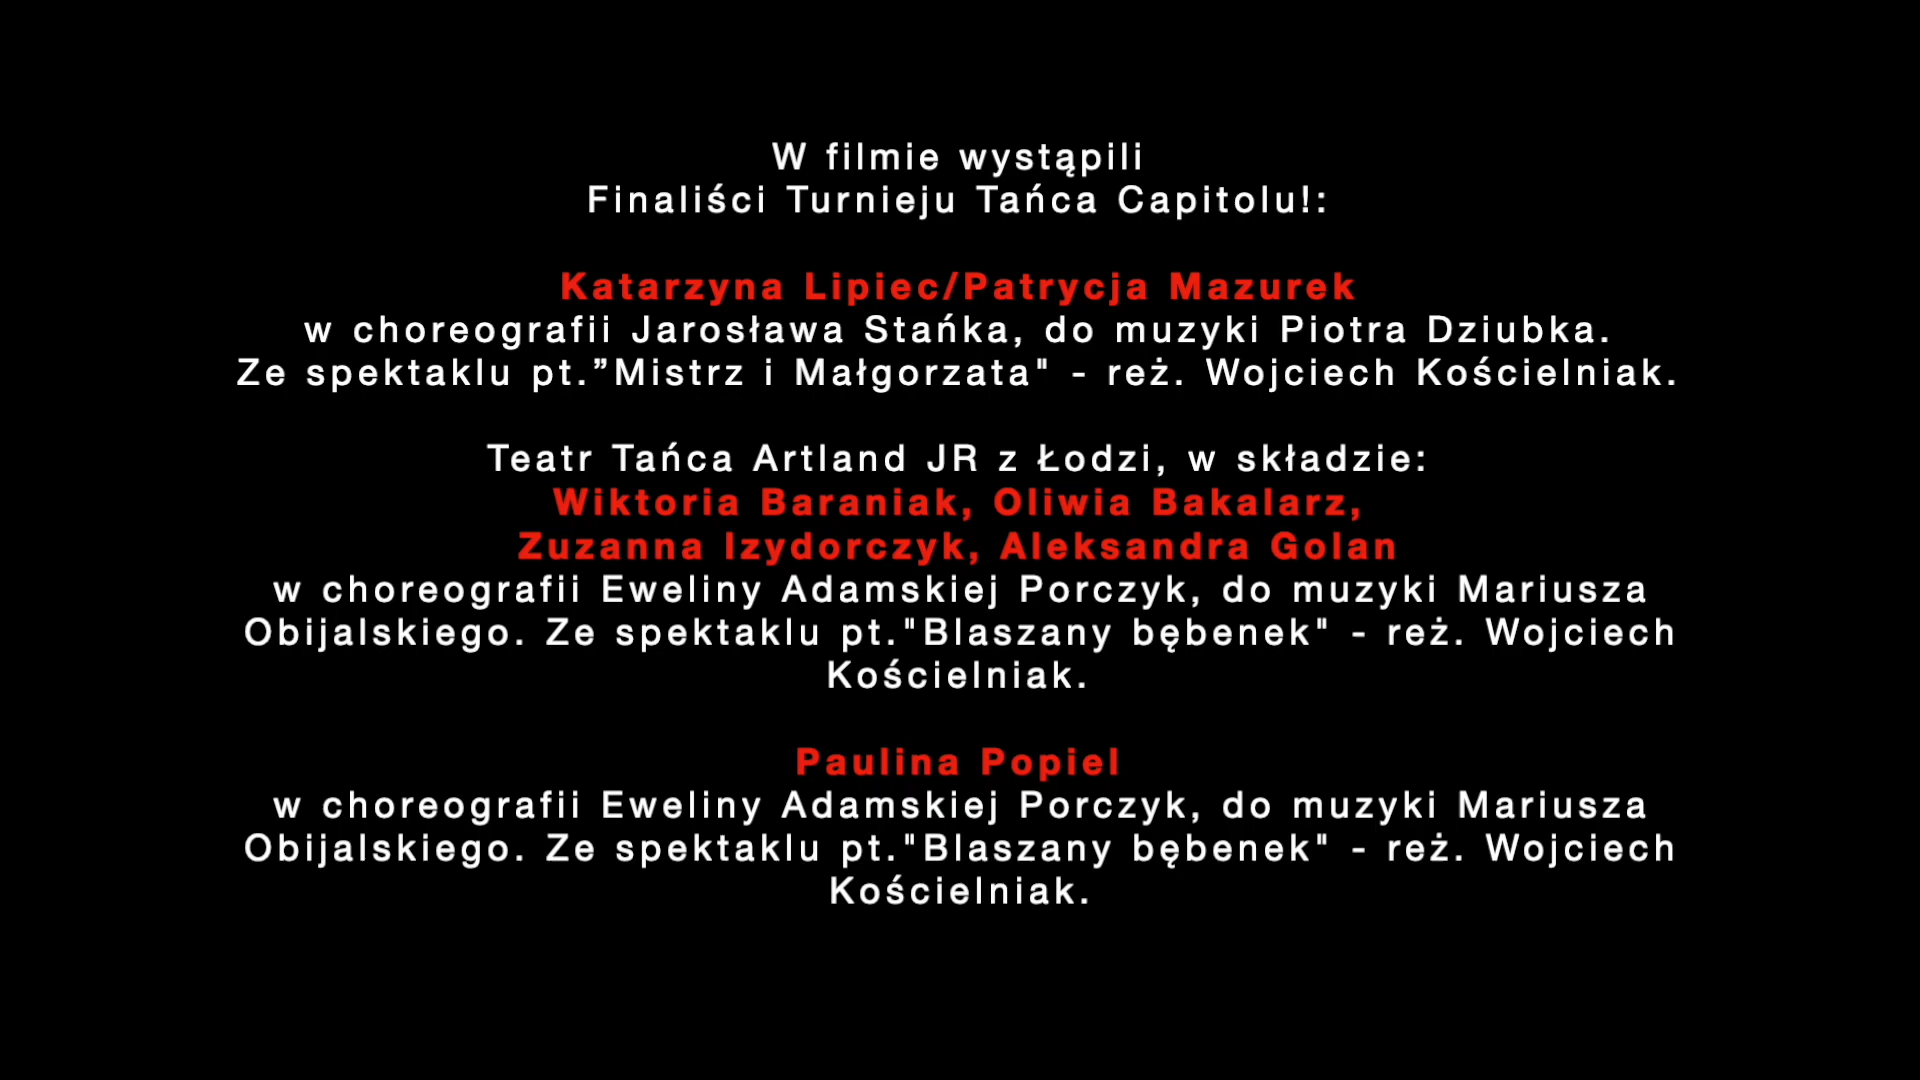 W filmie wystąpili
Finaliści Turnieju Tańca Capitolu!:
Katarzyna Lipiec/Patrycja Mazurek
w choreografii Jarosława Stańka, do muzyki Piotra Dziubka.
Ze spektaklu pt.”Mistrz i Małgorzata" - reż. Wojciech Kościelniak.
Teatr Tańca Artland JR z Łodzi, w składzie:
Wiktoria Baraniak, Oliwia Bakalarz,
Zuzanna Izydorczyk, Aleksandra Golan
w choreografii Eweliny Adamskiej Porczyk, do muzyki Mariusza
Obijalskiego. Ze spektaklu pt."Blaszany bębenek" - reż. Wojciech
Kościelniak.
Paulina Popiel
w choreografii Eweliny Adamskiej Porczyk, do muzyki Mariusza
Obijalskiego. Ze spektaklu pt."Blaszany bębenek" - reż. Wojciech
Kościelniak.